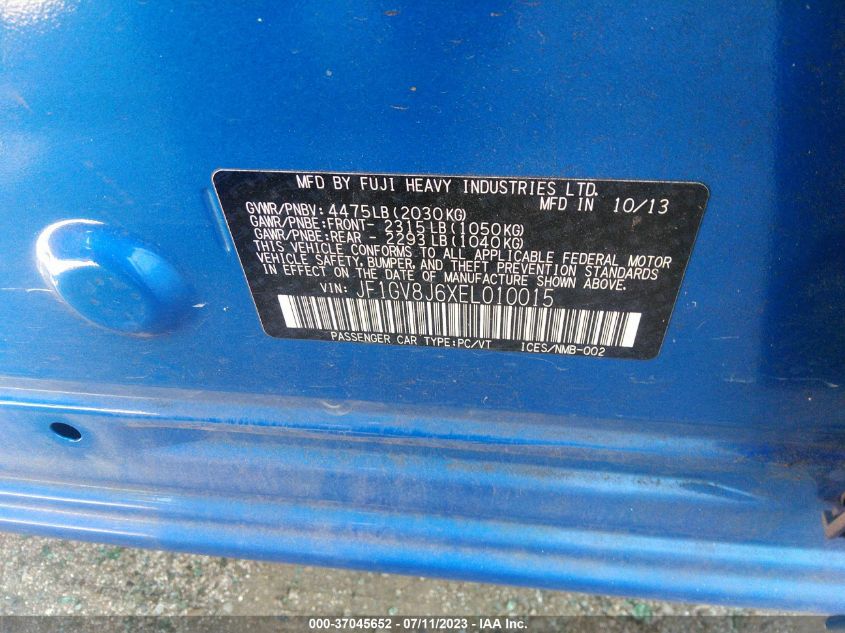 MFD BY FUJI HEAVY INDUSTRIES LTD.
MFD IN 10/13
GVWR/PNBV: 4475LB(2030KG)
GAWR/PNBE:FRONT- 2315LB(1050KG)
GAWR/PNBE:REAR - 2293LB(1040KG)
THIS VEHICLE CONFORMS TO ALL APPLICABLE FEDERAL MOTOR
VEHICLE SAFETY, BUMPER, AND THEFT PREVENTION STANDARDS
IN EFFECT ON THE DATE OF MANUFACTURE SHOWN ABOVE.
VIN: JF1GV8J6XEL010015
PASSENGER CAR TYPE:PC/VT ICES/NMB-002
000-37045652 - 07/11/2023 - IAA Inc.